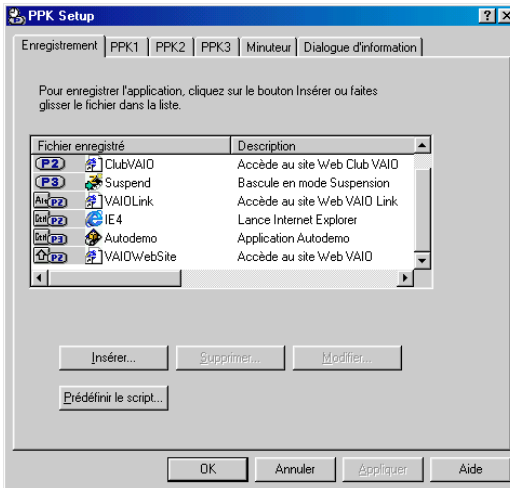 PPK Setup
Enregistrement PPK1 PPK2 PPK3 Minuteur Dialogue d'information
Pour enregistrer l'application, cliquez sur le bouton Insérer ou faites
glisser le fichier dans la liste.
Fichier enregistré Description
P2 ClubVAIO Accède au site Web Club VAIO
P3 Suspend Bascule en mode Suspension
Alt P2 VAIOLink Accède au site Web VAIO Link
Ctrl P2 IE4 Lance Internet Explorer
Ctrl P3 Autodemo Application Autodemo
P2 VAIOWebSite Accède au site Web VAIO
Insérer... Supprimer... Modifier...
Prédéfinir le script...
OK Annuler Appliquer Aide